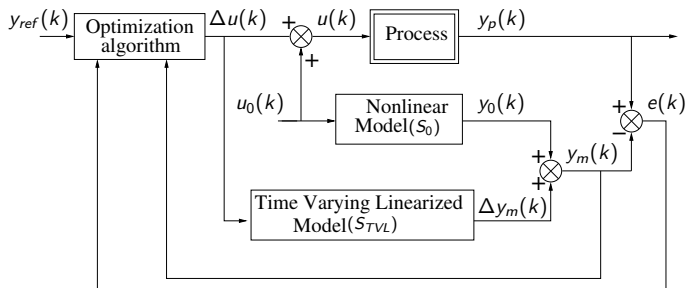 y_ref(k)
Optimization
algorithm
Δu(k)
+
+
u(k)
Process
y_p(k)
u_0(k)
Nonlinear
Model(S_0)
y_0(k)
+
+
y_m(k)
+
−
e(k)
Time Varying Linearized
Model(S_TVL)
Δy_m(k)